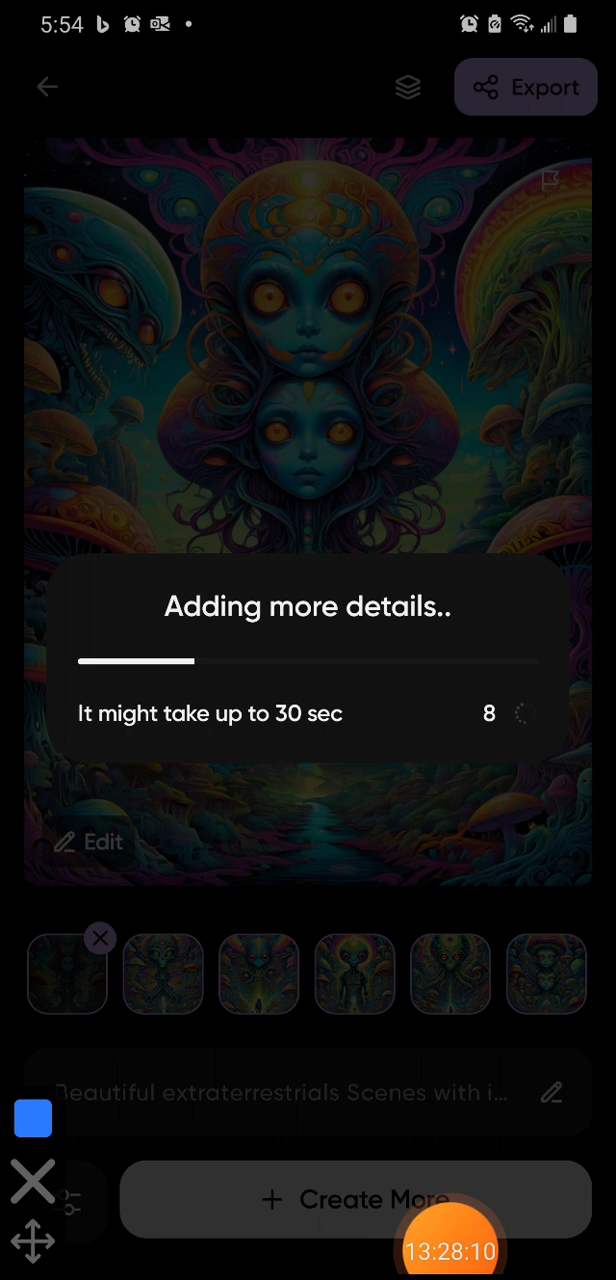 5:54
Export
Adding more details..
It might take up to 30 sec
8
Edit
Beautiful extraterrestrials Scenes with i...
+ Create More
13:28:10